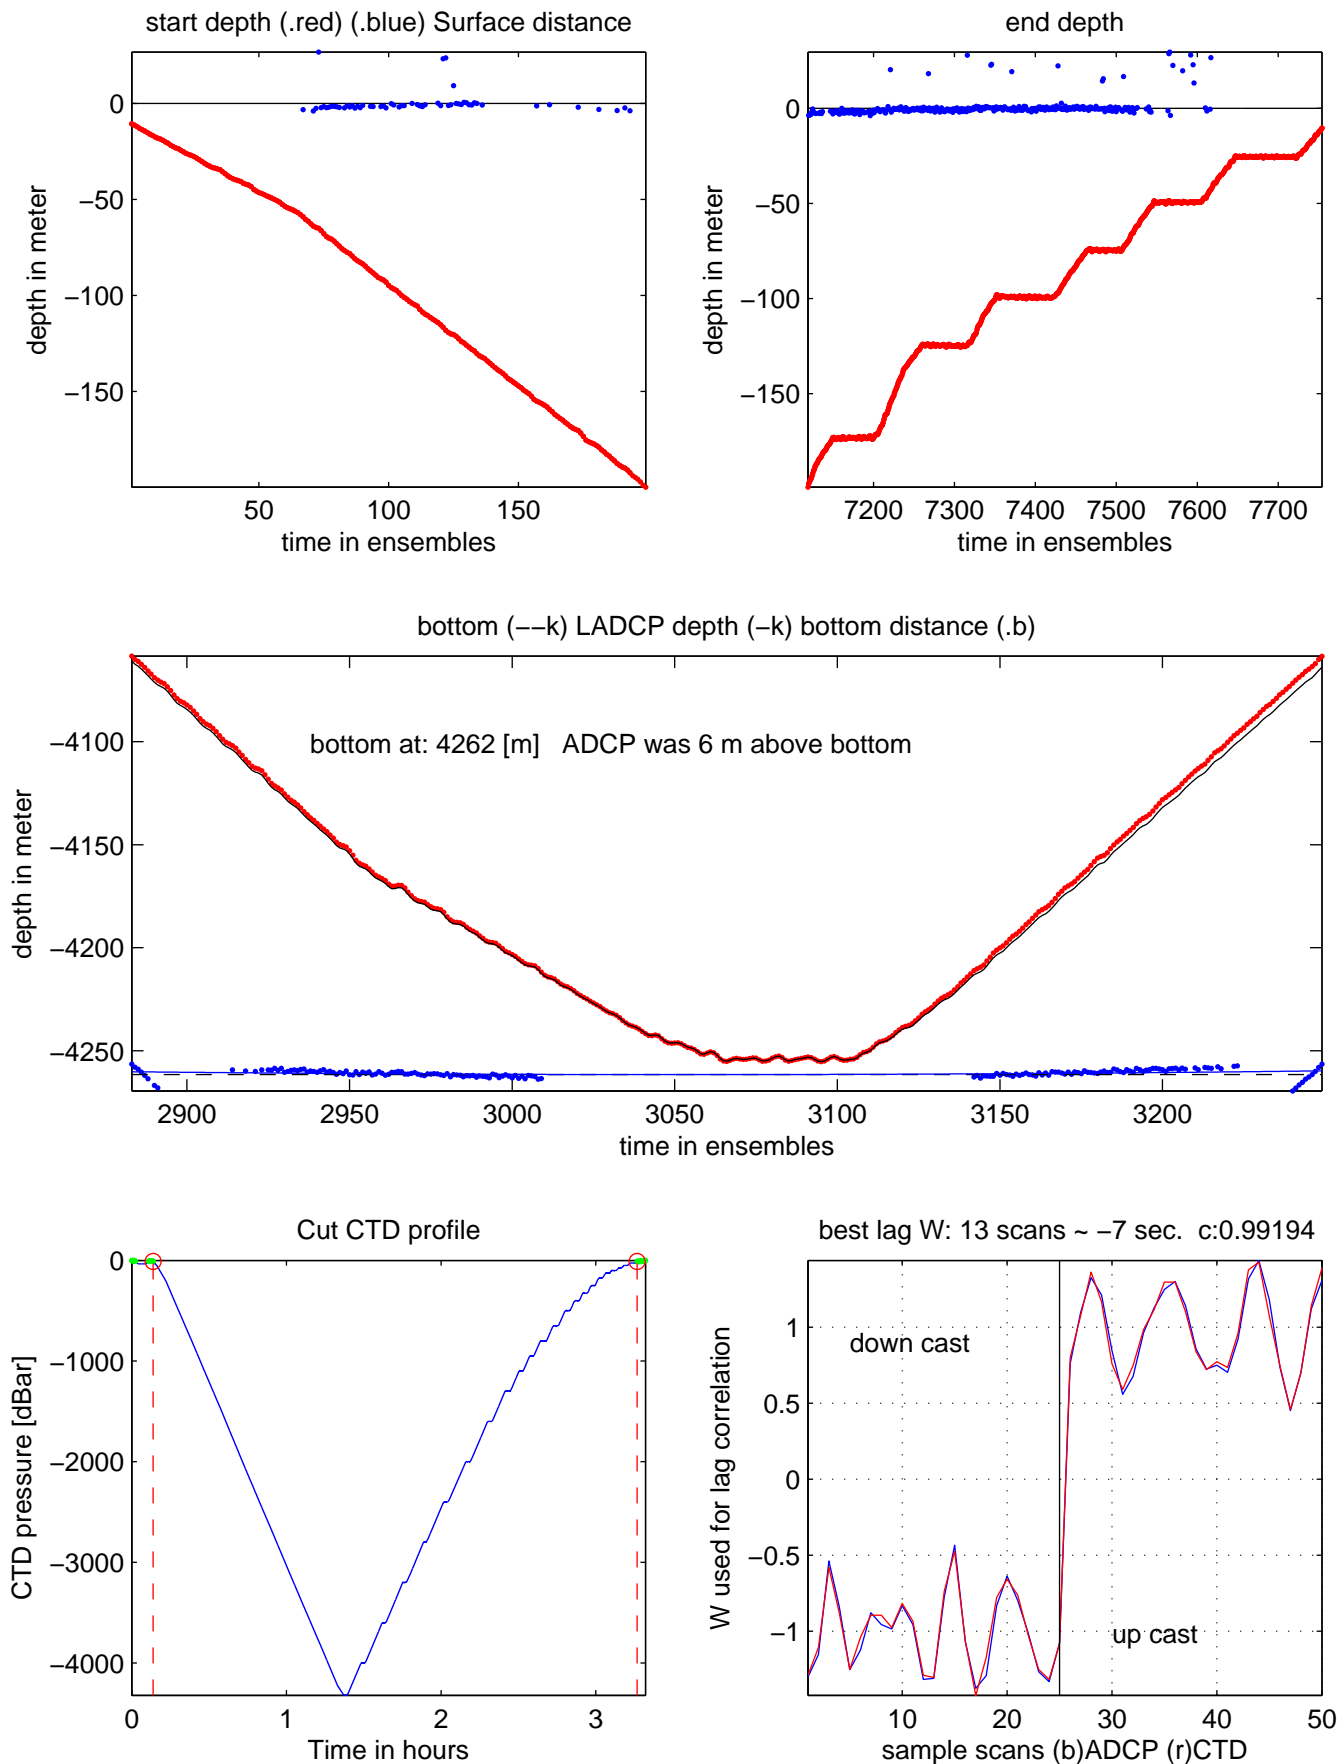 start depth (.red) (.blue) Surface distance
0
−50
−100
−150
depth in meter
50
100
150
time in ensembles
end depth
0
−50
−100
−150
depth in meter
7200
7300
7400
7500
7600
7700
time in ensembles
bottom (−−k) LADCP depth (−k) bottom distance (.b)
bottom at: 4262 [m]   ADCP was 6 m above bottom
−4100
−4150
−4200
−4250
depth in meter
2900
2950
3000
3050
3100
3150
3200
time in ensembles
Cut CTD profile
0
−1000
−2000
−3000
−4000
CTD pressure [dBar]
0
1
2
3
Time in hours
best lag W: 13 scans ~ −7 sec.  c:0.99194
down cast
up cast
1
0.5
0
−0.5
−1
W used for lag correlation
10
20
30
40
50
sample scans (b)ADCP (r)CTD